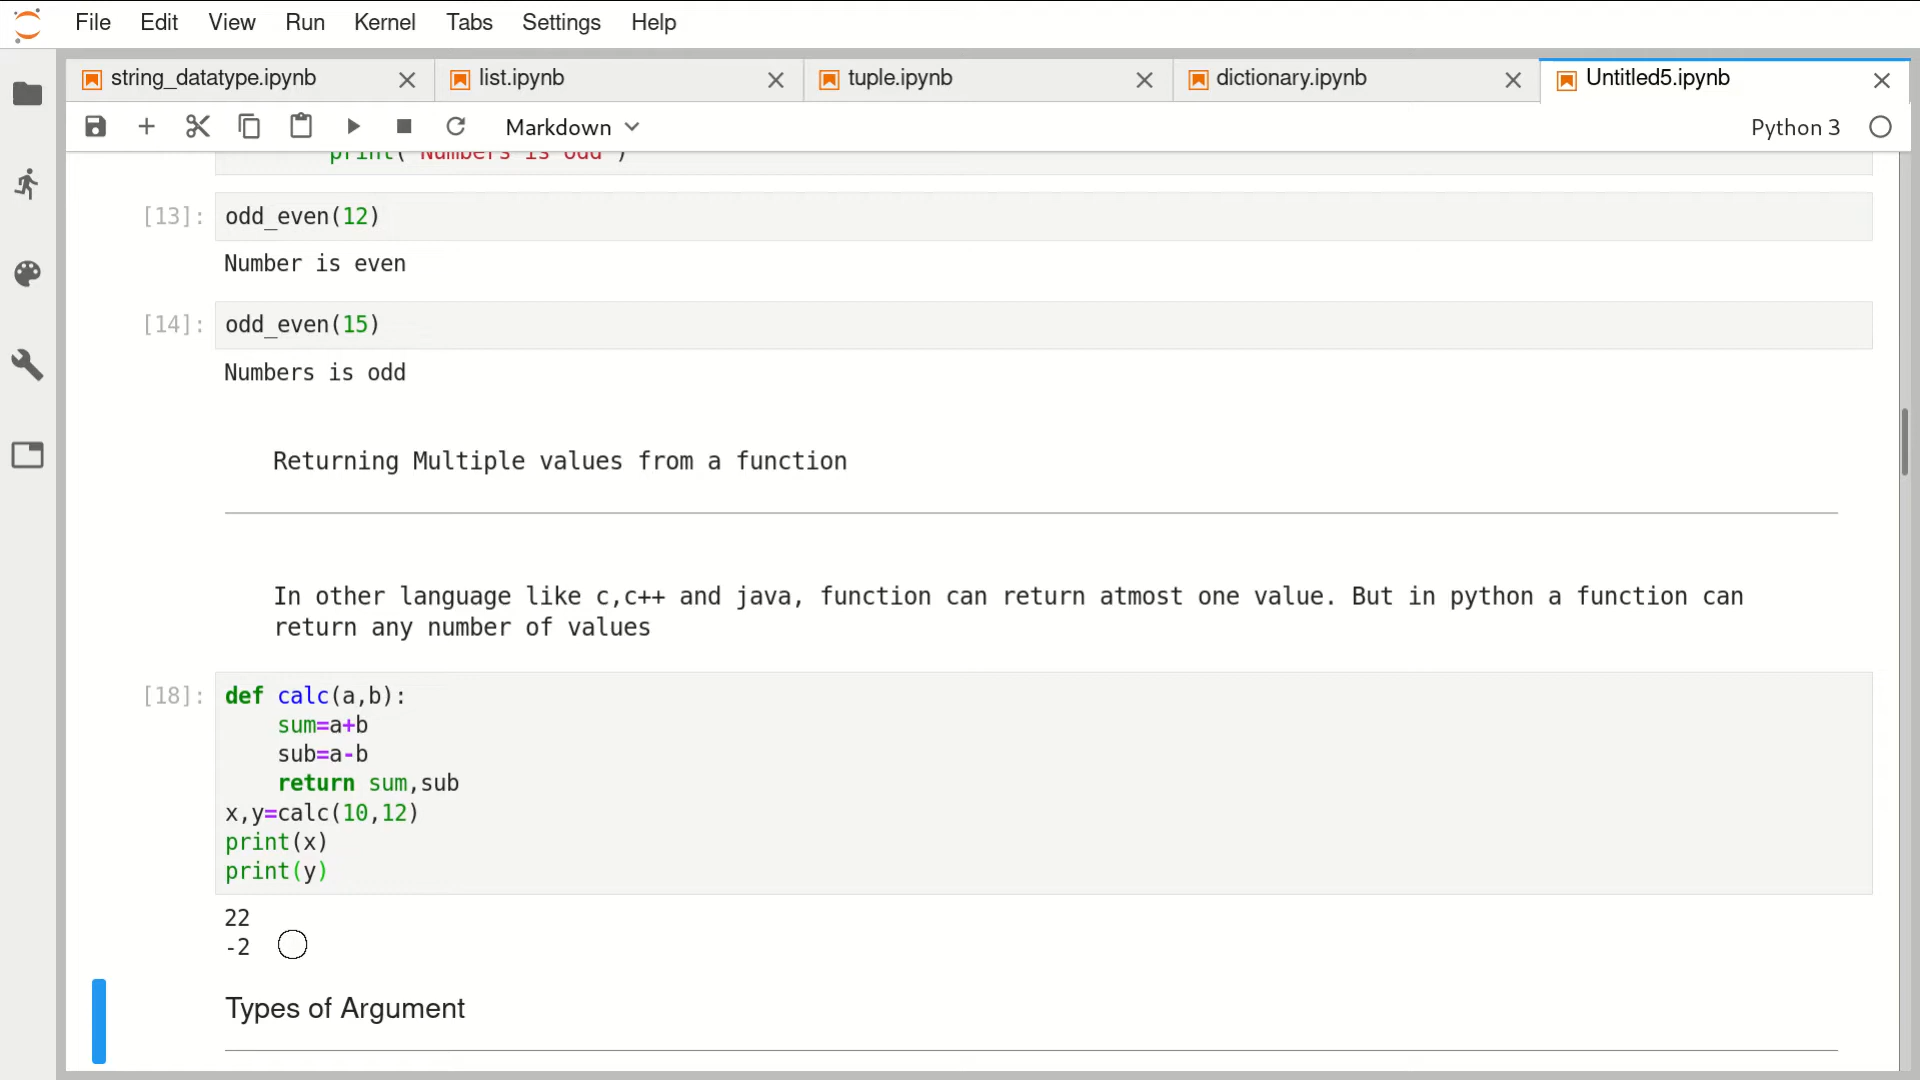 File Edit View Run Kernel Tabs Settings Help
string_datatype.ipynb list.ipynb tuple.ipynb dictionary.ipynb Untitled5.ipynb
Markdown Python 3
print("Numbers is odd")
[13]: odd_even(12)
Number is even
[14]: odd_even(15)
Numbers is odd
Returning Multiple values from a function
In other language like c,c++ and java, function can return atmost one value. But in python a function can
return any number of values
[18]: def calc(a,b):
sum=a+b
sub=a-b
return sum,sub
x,y=calc(10,12)
print(x)
print(y)
22
-2
Types of Argument